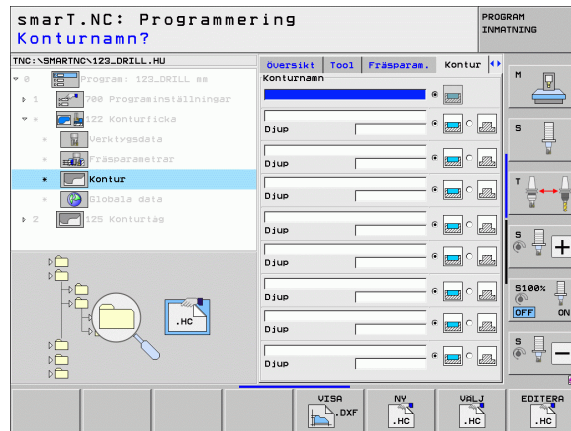 smarT.NC: Programmering
Konturnamn?
PROGRAM
INMATNING
TNC:\SMARTNC\123_DRILL.HU
0 Program: 123_DRILL mm
1 700 Programinställningar
* 122 Konturficka
* Verktygsdata
* Fräsparametrar
* Kontur
* Globala data
2 125 Konturtåg
Översikt Tool Fräsparam. Kontur
Konturnamn
Djup
Djup
Djup
Djup
Djup
Djup
Djup
Djup
.HC
M
S
T
S
S100%
OFF ON
S
VISA
.DXF
NY
.HC
VÄLJ
.HC
EDITERA
.HC